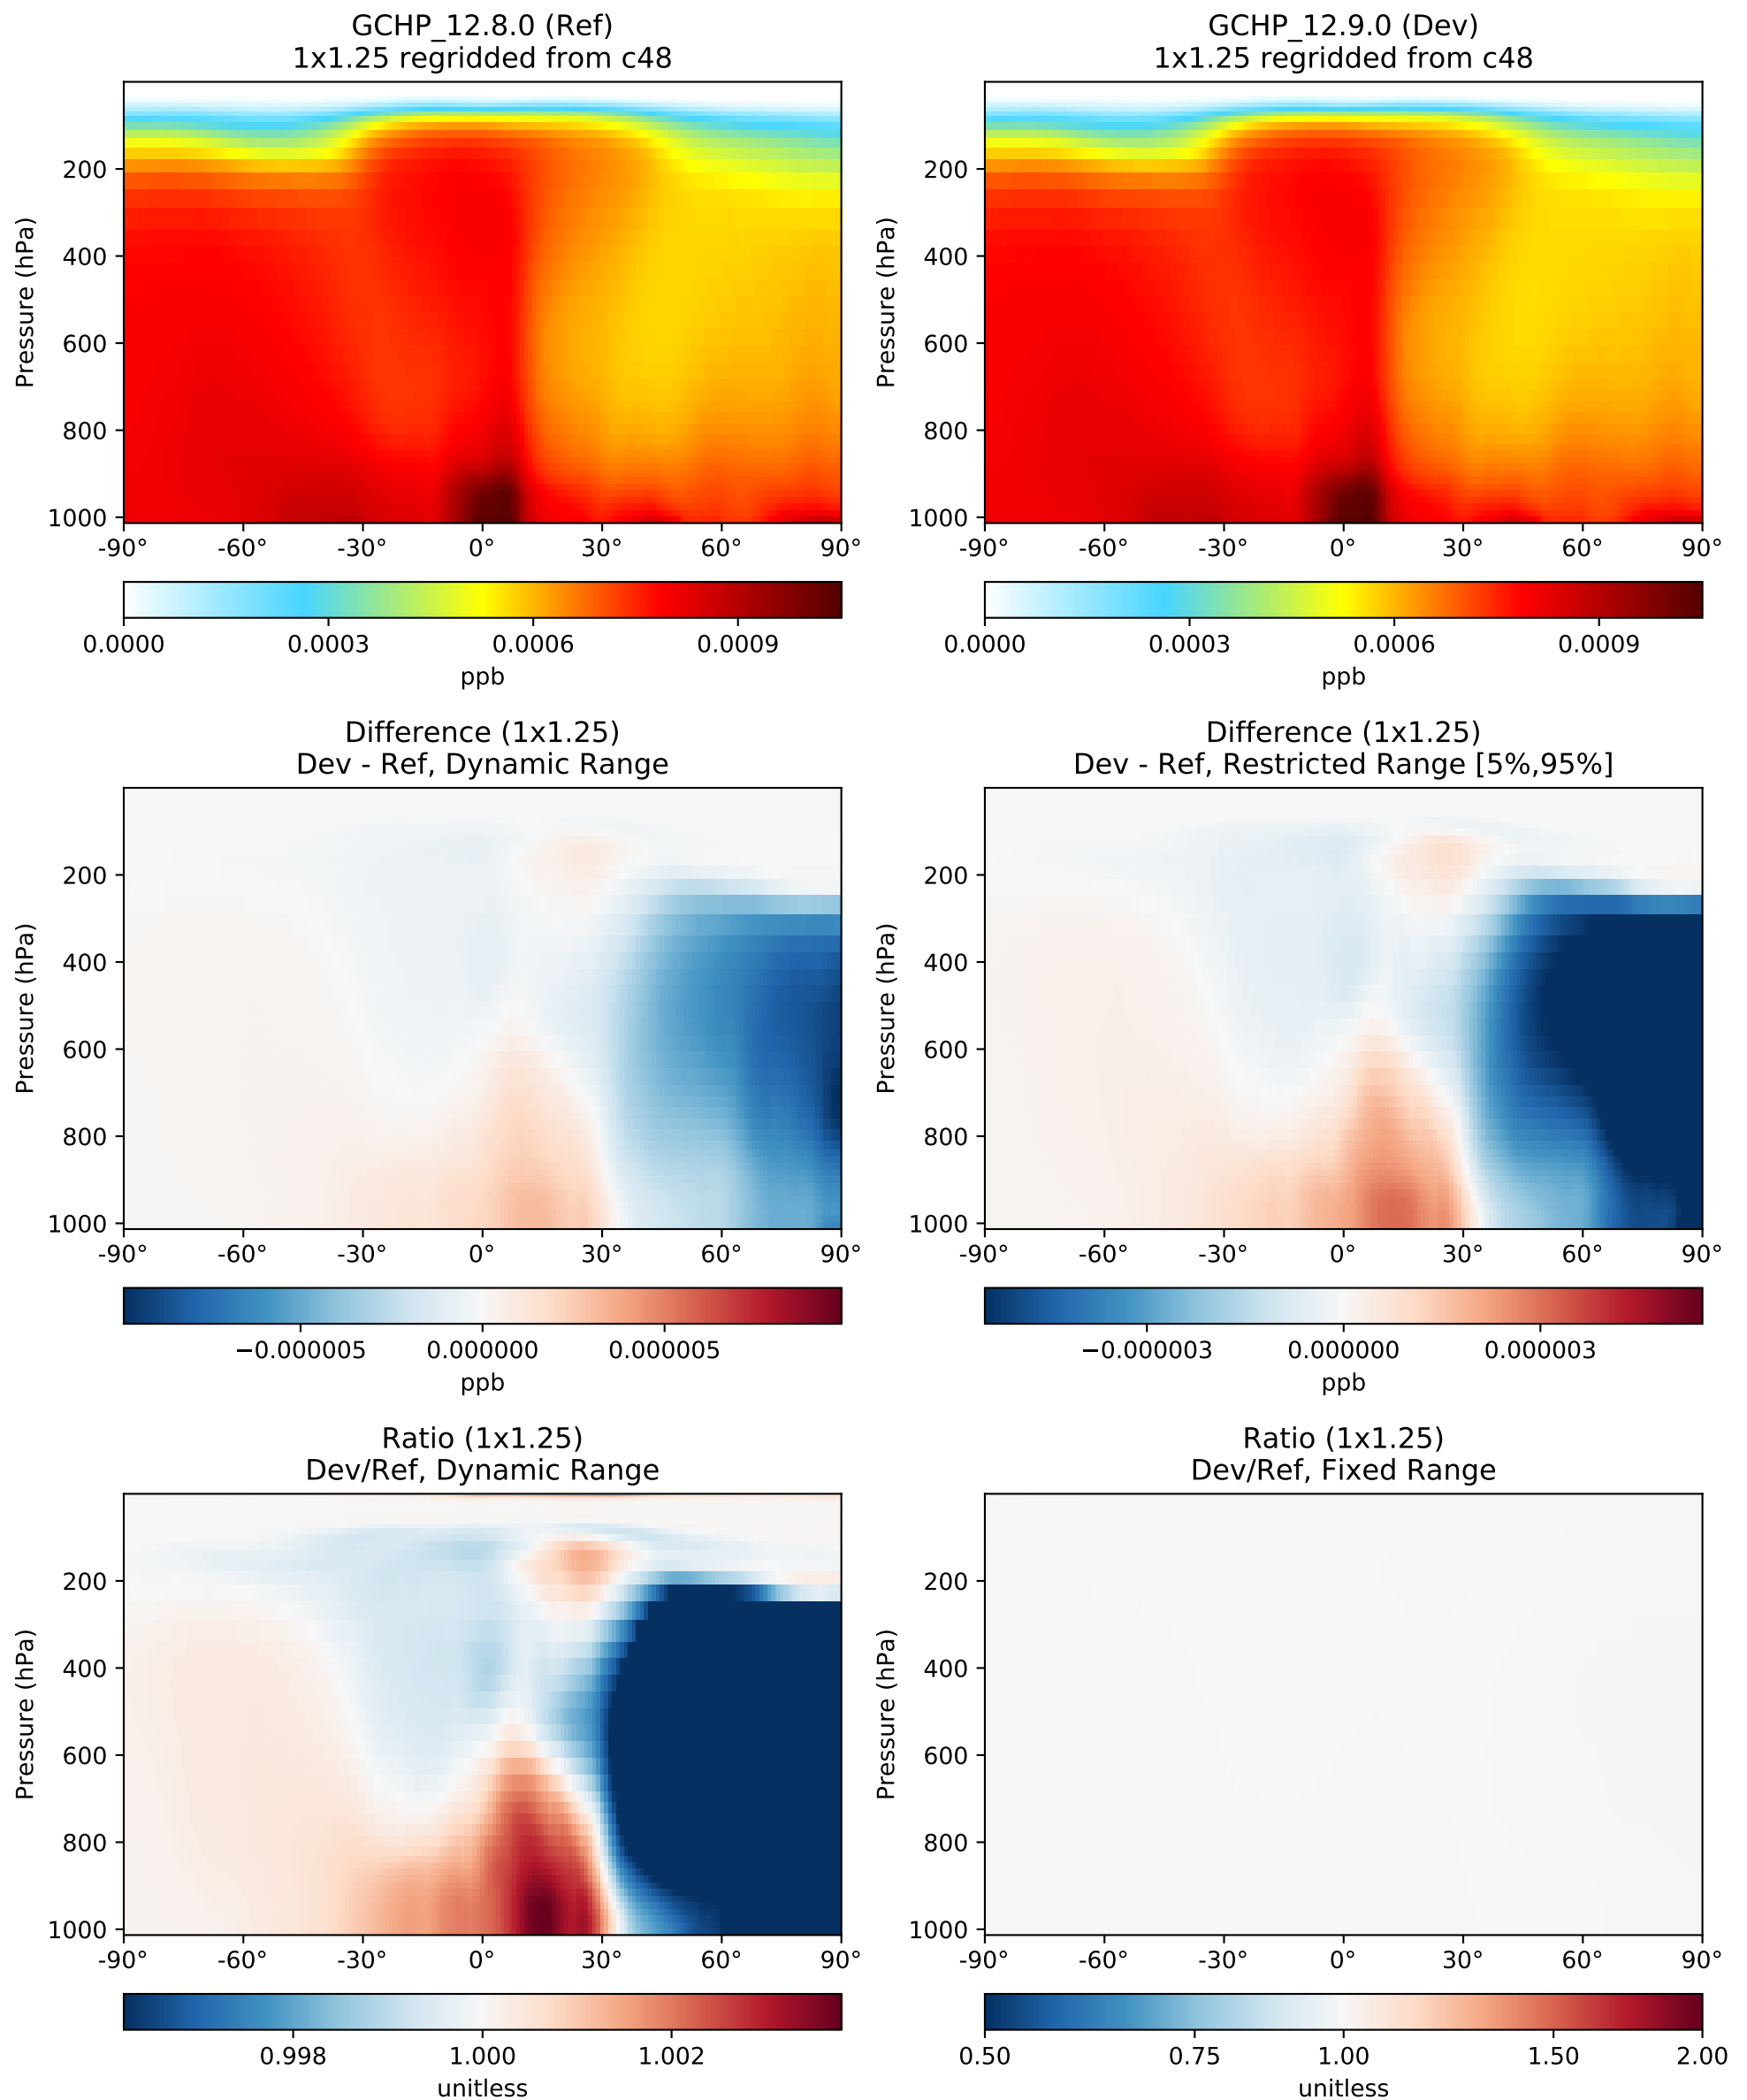 GCHP_12.8.0 (Ref)
1x1.25 regridded from c48
Pressure (hPa)
200
400
600
800
1000
-90° -60° -30° 0° 30° 60° 90°
0.0000 0.0003 0.0006 0.0009
ppb
GCHP_12.9.0 (Dev)
1x1.25 regridded from c48
Pressure (hPa)
200
400
600
800
1000
-90° -60° -30° 0° 30° 60° 90°
0.0000 0.0003 0.0006 0.0009
ppb
Difference (1x1.25)
Dev - Ref, Dynamic Range
Pressure (hPa)
200
400
600
800
1000
-90° -60° -30° 0° 30° 60° 90°
−0.000005 0.000000 0.000005
ppb
Difference (1x1.25)
Dev - Ref, Restricted Range [5%,95%]
Pressure (hPa)
200
400
600
800
1000
-90° -60° -30° 0° 30° 60° 90°
−0.000003 0.000000 0.000003
ppb
Ratio (1x1.25)
Dev/Ref, Dynamic Range
Pressure (hPa)
200
400
600
800
1000
-90° -60° -30° 0° 30° 60° 90°
0.998 1.000 1.002
unitless
Ratio (1x1.25)
Dev/Ref, Fixed Range
Pressure (hPa)
200
400
600
800
1000
-90° -60° -30° 0° 30° 60° 90°
0.50 0.75 1.00 1.50 2.00
unitless